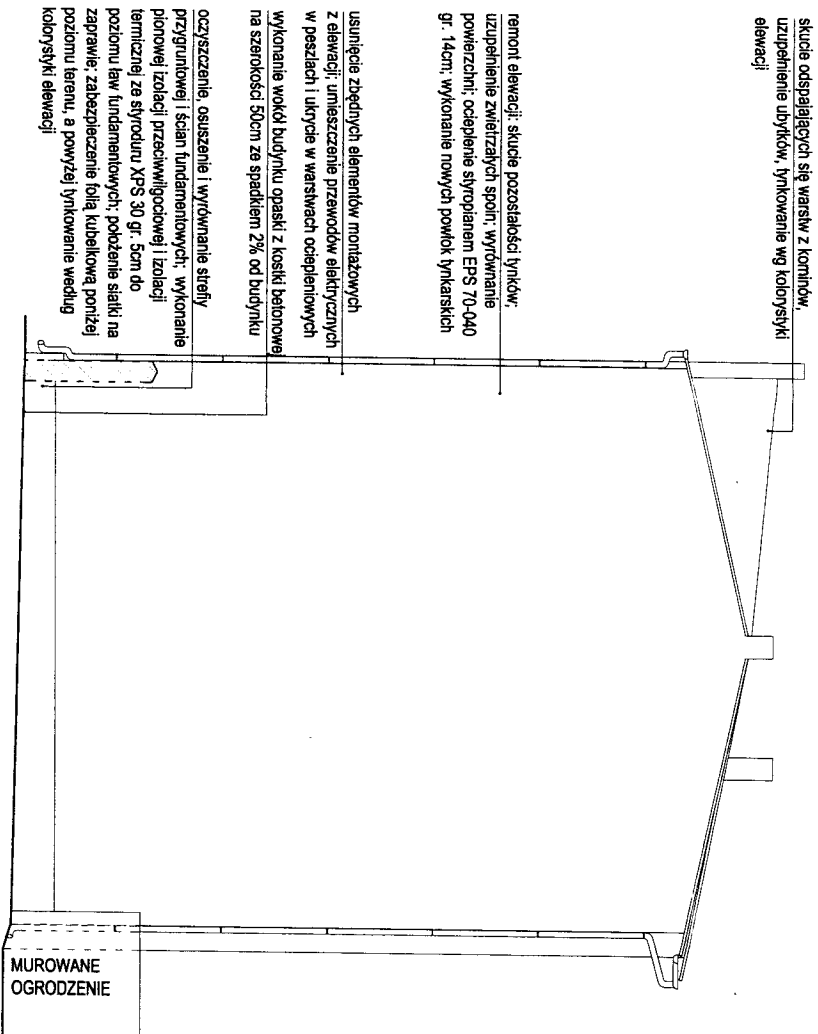 skucie odspajających się warstw z kominów,
uzupełnienie ubytków, tynkowanie wg kolorystyki
elewacji
remont elewacji: skucie pozostałości tynków;
uzupełnienie zwietrzałych spoin; wyrównanie
powierzchni; ocieplenie styropianem EPS 70-040
gr. 14cm; wykonanie nowych powłok tynkarskich
usunięcie zbędnych elementów montażowych
z elewacji; umieszczenie przewodów elektrycznych
w peszlach i ukrycie w warstwach ociepleniowych
wykonanie wokół budynku opaski z kostki betonowej
na szerokości 50cm ze spadkiem 2% od budynku
oczyszczenie, osuszenie i wyrównanie strefy
przygruntowej i ścian fundamentowych; wykonanie
pionowej izolacji przeciwwilgociowej i izolacji
termicznej ze styroduru XPS 30 gr. 5cm do
poziomu ław fundamentowych; położenie siatki na
zaprawie; zabezpieczenie folią kubełkową poniżej
poziomu terenu, a powyżej tynkowanie według
kolorystyki elewacji
MUROWANE
OGRODZENIE